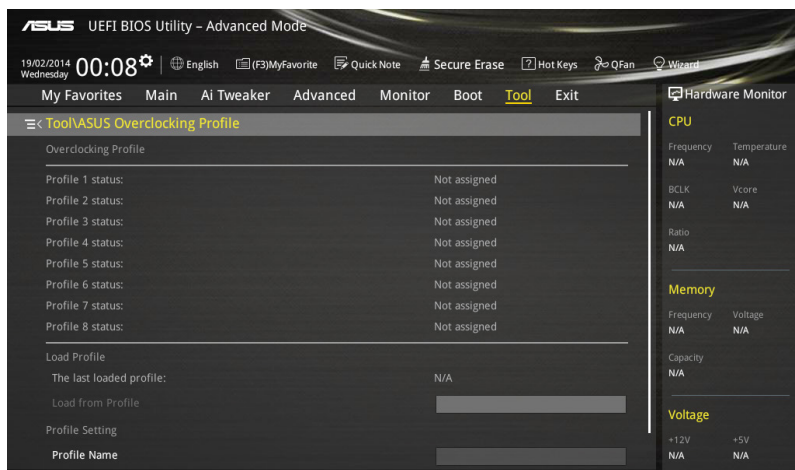 ASUS UEFI BIOS Utility – Advanced Mode
19/02/2014 Wednesday 00:08 English (F3)MyFavorite Quick Note Secure Erase ? Hot Keys QFan Wizard
My Favorites Main Ai Tweaker Advanced Monitor Boot Tool Exit
Tool\ASUS Overclocking Profile
Overclocking Profile
Profile 1 status: Not assigned
Profile 2 status: Not assigned
Profile 3 status: Not assigned
Profile 4 status: Not assigned
Profile 5 status: Not assigned
Profile 6 status: Not assigned
Profile 7 status: Not assigned
Profile 8 status: Not assigned
Load Profile
The last loaded profile: N/A
Load from Profile
Profile Setting
Profile Name
Hardware Monitor
CPU
Frequency Temperature
N/A N/A
BCLK Vcore
N/A N/A
Ratio
N/A
Memory
Frequency Voltage
N/A N/A
Capacity
N/A
Voltage
+12V +5V
N/A N/A